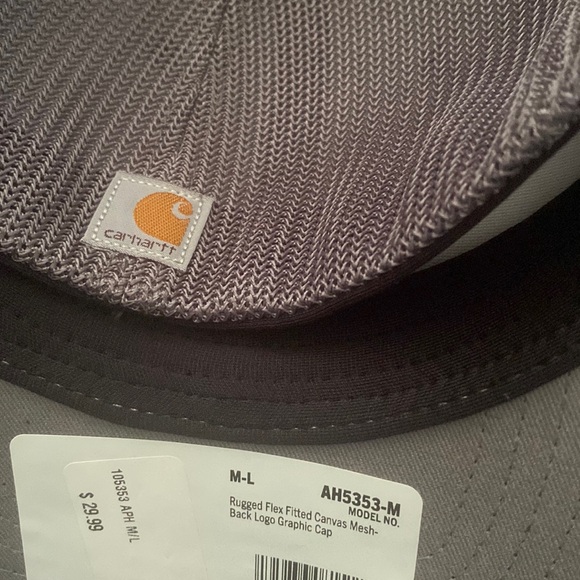 carhartt
M-L
AH5353-M
MODEL NO.
Rugged Flex Fitted Canvas Mesh-
Back Logo Graphic Cap
105353 APH M/L
$ 29.99